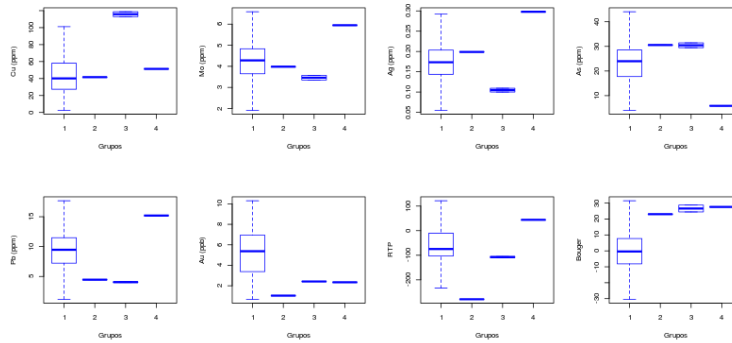 Cu (ppm)
0 20 40 60 80 100 120
1 2 3 4
Grupos
Mo (ppm)
2 3 4 5 6
1 2 3 4
Grupos
Ag (ppm)
0.05 0.10 0.15 0.20 0.25 0.30
1 2 3 4
Grupos
As (ppm)
10 20 30 40
1 2 3 4
Grupos
Pb (ppm)
5 10 15
1 2 3 4
Grupos
Au (ppb)
2 4 6 8 10
1 2 3 4
Grupos
RTP
-200 -100 0 100
1 2 3 4
Grupos
Bouger
-30 -10 0 10 20 30
1 2 3 4
Grupos